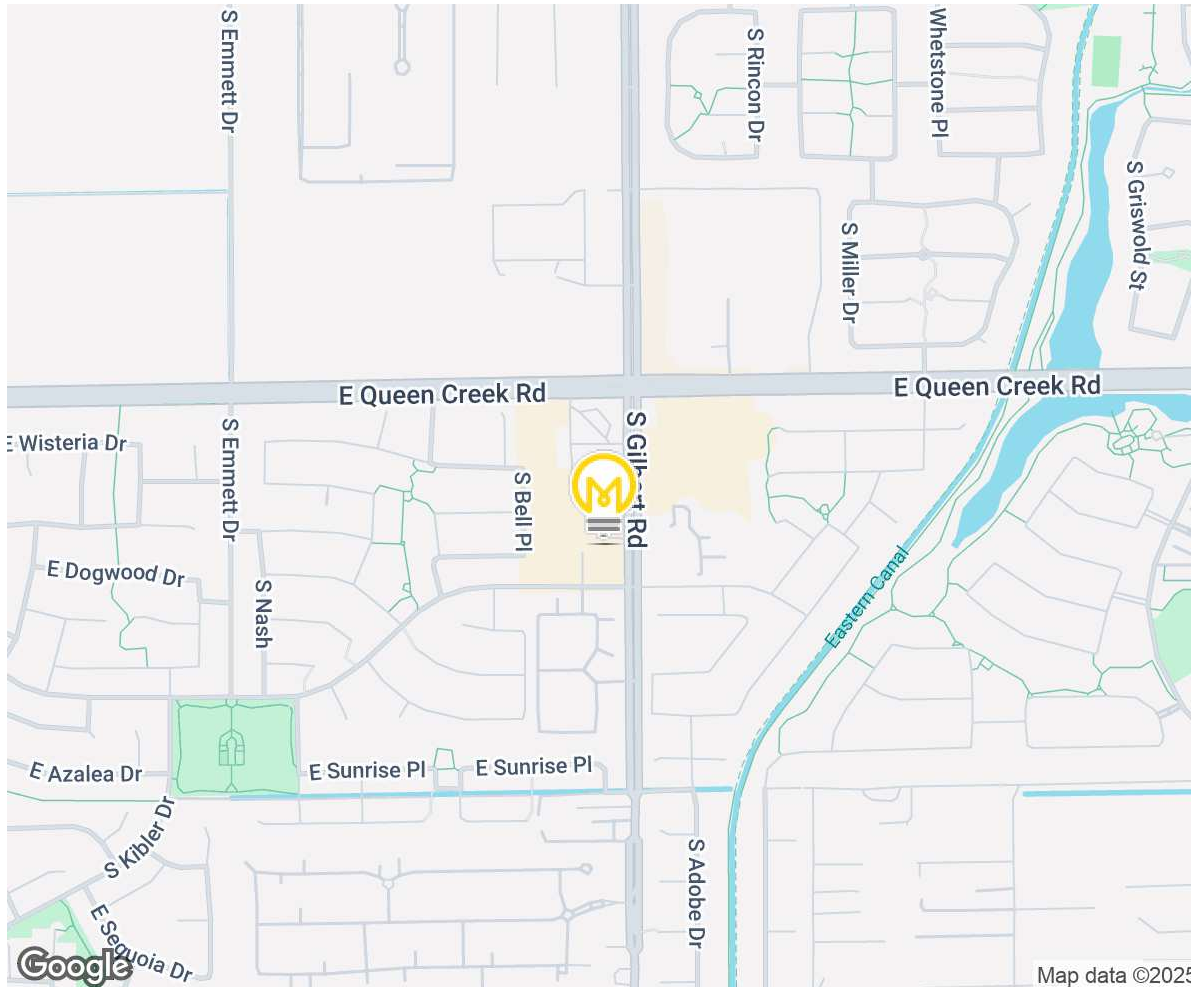 S Emmett Dr
S Rincon Dr
Whetstone Pl
S Griswold St
S Miller Dr
E Queen Creek Rd
E Queen Creek Rd
E Wisteria Dr
S Emmett Dr
S Gilbert Rd
S Bell Pl
M
E Dogwood Dr
S Nash
Eastern Canal
E Azalea Dr
E Sunrise Pl
E Sunrise Pl
S Kibler Dr
S Adobe Dr
E Sequoia Dr
Google
Map data ©2025